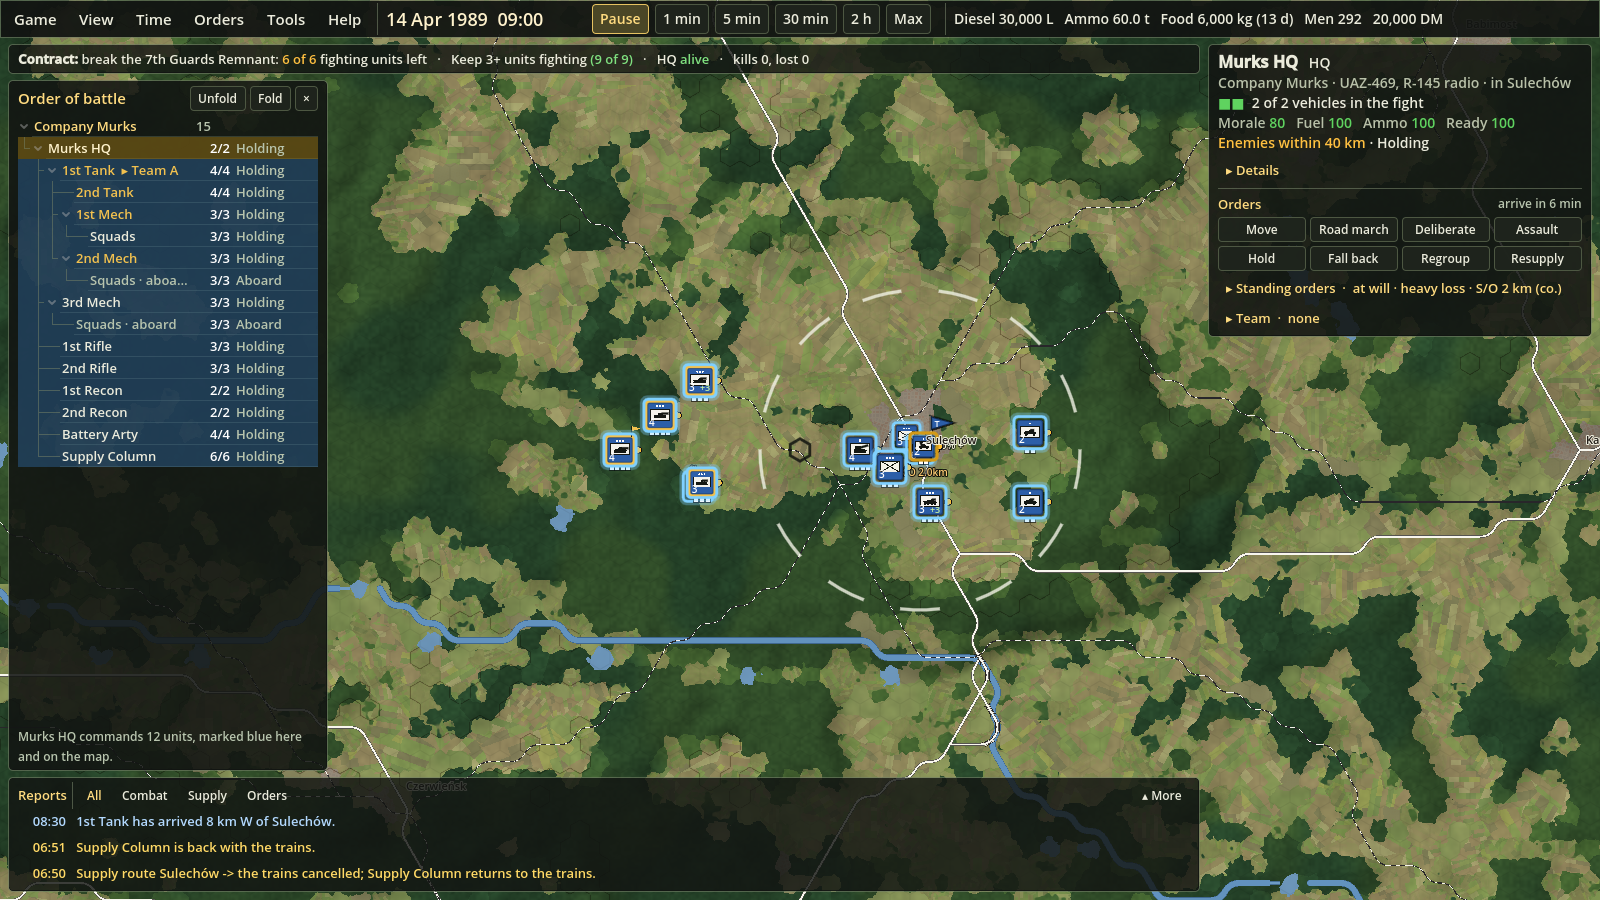 Game View Time Orders Tools Help 14 Apr 1989 09:00 Pause 1 min 5 min 30 min 2 h Max Diesel 30,000 L Ammo 60.0 t Food 6,000 kg (13 d) Men 292 20,000 DM
Contract: break the 7th Guards Remnant: 6 of 6 fighting units left · Keep 3+ units fighting (9 of 9) · HQ alive · kills 0, lost 0
Order of battle Unfold Fold ×
Company Murks 15
Murks HQ 2/2 Holding
1st Tank ▸ Team A 4/4 Holding
2nd Tank 4/4 Holding
1st Mech 3/3 Holding
Squads 3/3 Holding
2nd Mech 3/3 Holding
Squads · aboa... 3/3 Aboard
3rd Mech 3/3 Holding
Squads · aboard 3/3 Aboard
1st Rifle 3/3 Holding
2nd Rifle 3/3 Holding
1st Recon 2/2 Holding
2nd Recon 2/2 Holding
Battery Arty 4/4 Holding
Supply Column 6/6 Holding
Murks HQ commands 12 units, marked blue here
and on the map.
Murks HQ HQ
Company Murks · UAZ-469, R-145 radio · in Sulechów
2 of 2 vehicles in the fight
Morale 80 Fuel 100 Ammo 100 Ready 100
Enemies within 40 km · Holding
▸ Details
Orders arrive in 6 min
Move Road march Deliberate Assault
Hold Fall back Regroup Resupply
▸ Standing orders · at will · heavy loss · S/O 2 km (co.)
▸ Team · none
3 +3
4
4
3
4
2
Sulechów
2
3
3 +3
2
Czerwieńsk
Reports All Combat Supply Orders ▴ More
08:30 1st Tank has arrived 8 km W of Sulechów.
06:51 Supply Column is back with the trains.
06:50 Supply route Sulechów -> the trains cancelled; Supply Column returns to the trains.